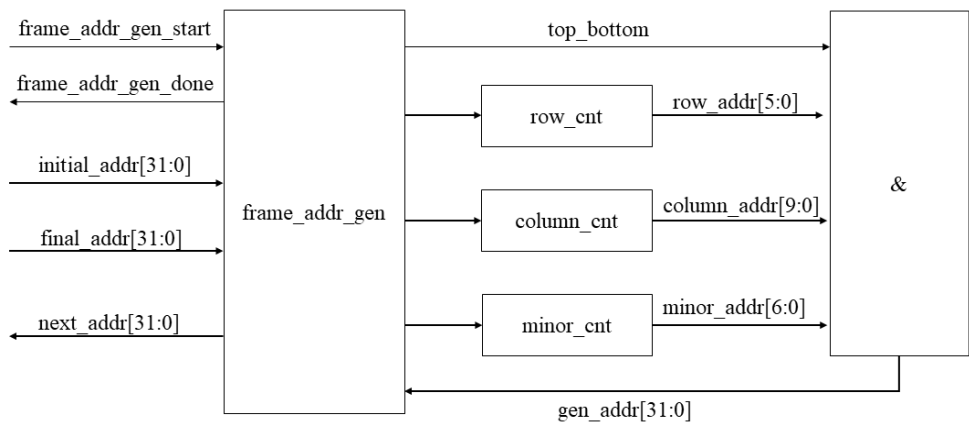 frame_addr_gen_start
top_bottom
frame_addr_gen_done
row_cnt
row_addr[5:0]
initial_addr[31:0]
&
frame_addr_gen
column_cnt
column_addr[9:0]
final_addr[31:0]
next_addr[31:0]
minor_cnt
minor_addr[6:0]
gen_addr[31:0]